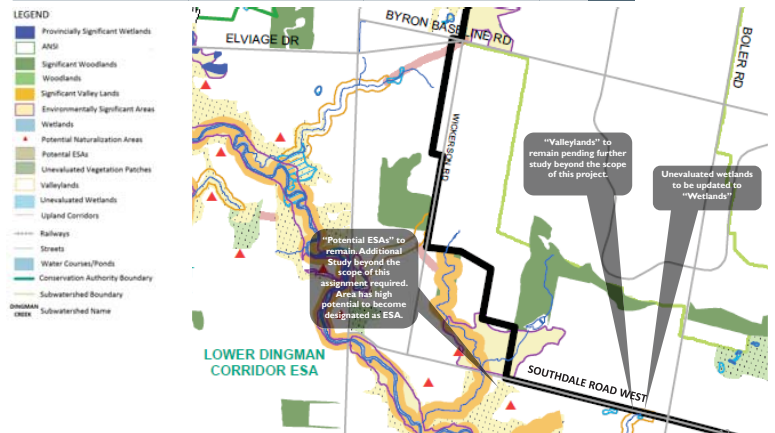 LEGEND
Provincially Significant Wetlands
ANSI
Significant Woodlands
Woodlands
Significant Valley Lands
Environmentally Significant Areas
Wetlands
Potential Naturalization Areas
Potental ESAs
Unevaluated Vegetation Patches
Valleylands
Unevaluated Wetlands
Upland Corridors
Railways
Streets
Water Courses/Ponds
Conservation Authority Boundary
Subwatershed Boundary
DINGMAN
CREEK
Subwatershed Name
ELVIAGE DR
BYRON BASELINE RD
BOLER RD
WICKERSON RD
“Valleylands” to
remain pending further
study beyond the scope
of this project.
Unevaluated wetlands
to be updated to
“Wetlands”
“Potential ESAs” to
remain. Additional
Study beyond the
scope of this
assignment required.
Area has high
potential to become
designated as ESA.
LOWER DINGMAN
CORRIDOR ESA
SOUTHDALE ROAD WEST